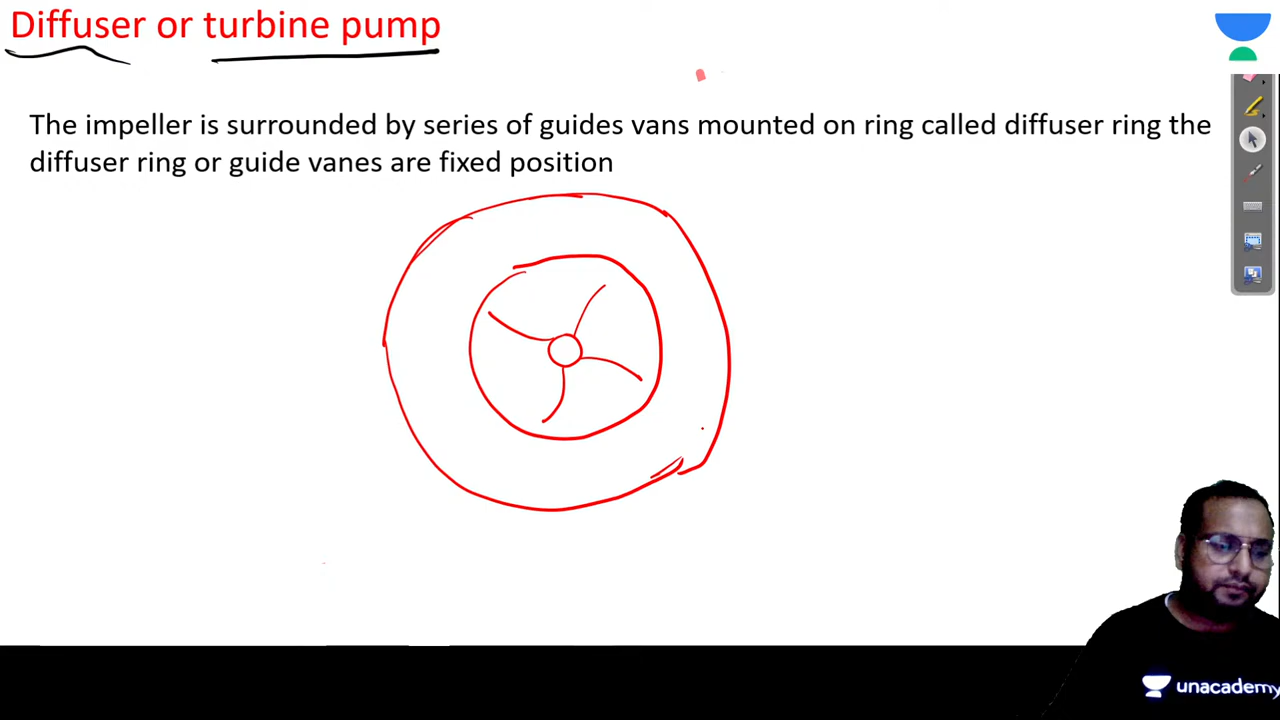 Diffuser or turbine pump
The impeller is surrounded by series of guides vans mounted on ring called diffuser ring the
diffuser ring or guide vanes are fixed position
unacademy